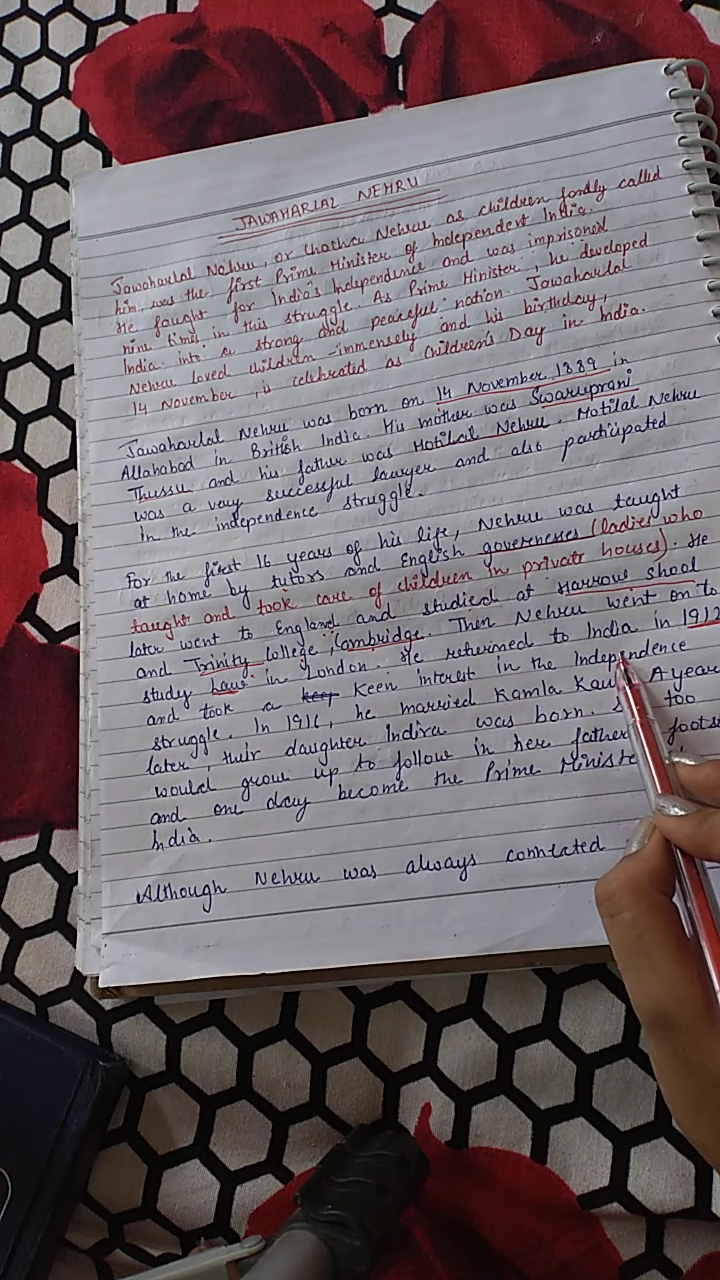 JAWAHARLAL NEHRU
Jawaharlal Nehru, or Chacha Nehru as children fondly called
him, was the first Prime Minister of Independent India.
He fought for India's Independence and was imprisoned
nine times in this struggle As Prime Minister, he developed
India into a strong and peaceful nation. Jawaharlal
Nehru loved children immensely and his birthday,
14 November, is celebrated as Children's Day in India.
Jawaharlal Nehru was born on 14 November 1889 in
Allahabad in British India. His mother was Swaruprani
Thussu and his father was Motilal Nehru. Motilal Nehru
was a very successful lawyer and also participated
in the independence struggle.
For the first 16 years of his life, Nehru was taught
at home by tutors and English governesses (ladies who
taught and took care of children in private houses). He
later went to England and studied at Harrow shool
and Trinity College, Cambridge. Then Nehru went on to
study Law in London. He returned to India in 1912
and took a keep keen interest in the Independence
struggle. In 1916, he married Kamla Kaul A year
later their daughter Indira was born. too
would grow up to follow in her father
and one day become the Prime
India.
Although Nehru was always